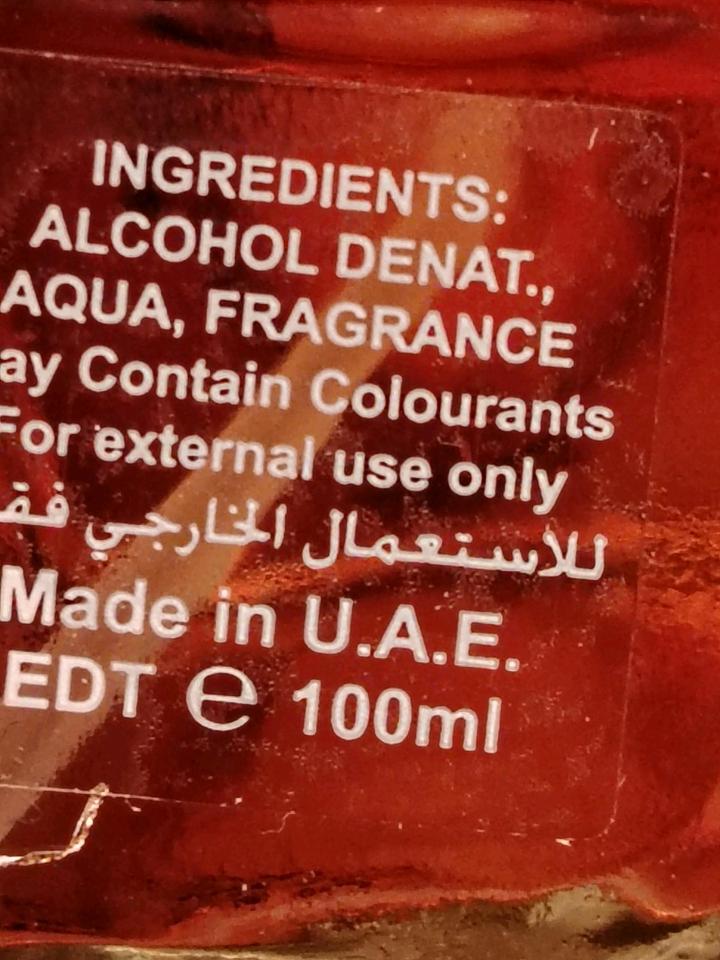 INGREDIENTS:
ALCOHOL DENAT.,
AQUA, FRAGRANCE
ay Contain Colourants
For external use only
للاستعمال الخارجي فق
Made in U.A.E.
EDT e 100ml